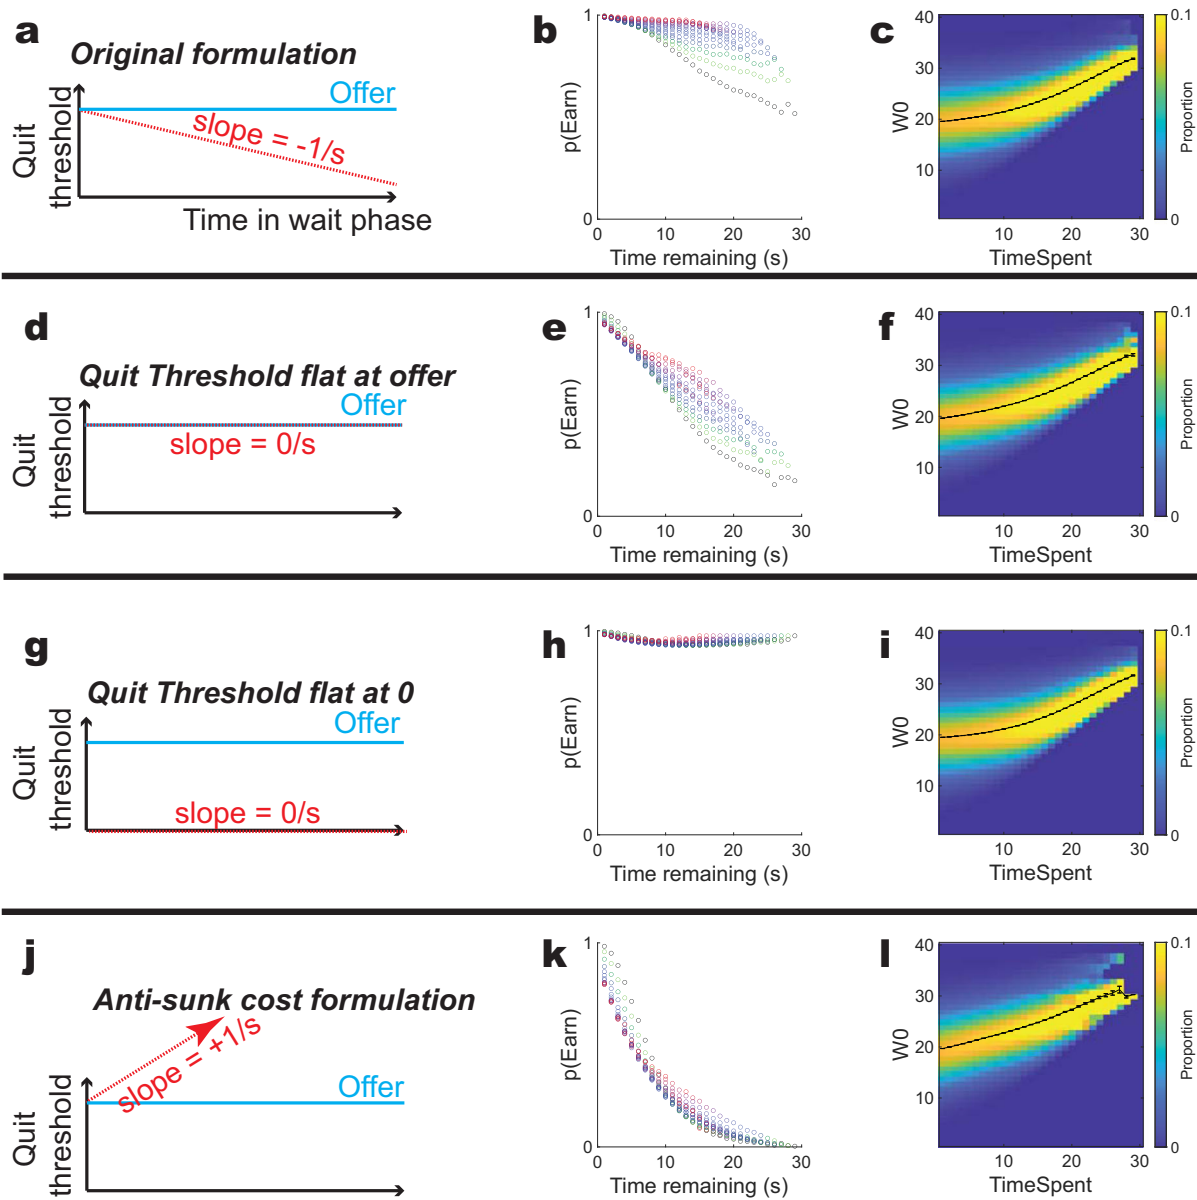 a
Original formulation
Offer
slope = -1/s
Quit
threshold
Time in wait phase
b
1
p(Earn)
0
0 10 20 30
Time remaining (s)
c
40
30
20
10
W0
10 20 30
TimeSpent
0.1
Proportion
0
d
Quit Threshold flat at offer
Offer
slope = 0/s
Quit
threshold
e
1
p(Earn)
0
0 10 20 30
Time remaining (s)
f
40
30
20
10
W0
10 20 30
TimeSpent
0.1
Proportion
0
g
Quit Threshold flat at 0
Offer
slope = 0/s
Quit
threshold
h
1
p(Earn)
0
0 10 20 30
Time remaining (s)
i
40
30
20
10
W0
10 20 30
TimeSpent
0.1
Proportion
0
j
Anti-sunk cost formulation
slope = +1/s
Offer
Quit
threshold
k
1
p(Earn)
0
0 10 20 30
Time remaining (s)
l
40
30
20
10
W0
10 20 30
TimeSpent
0.1
Proportion
0